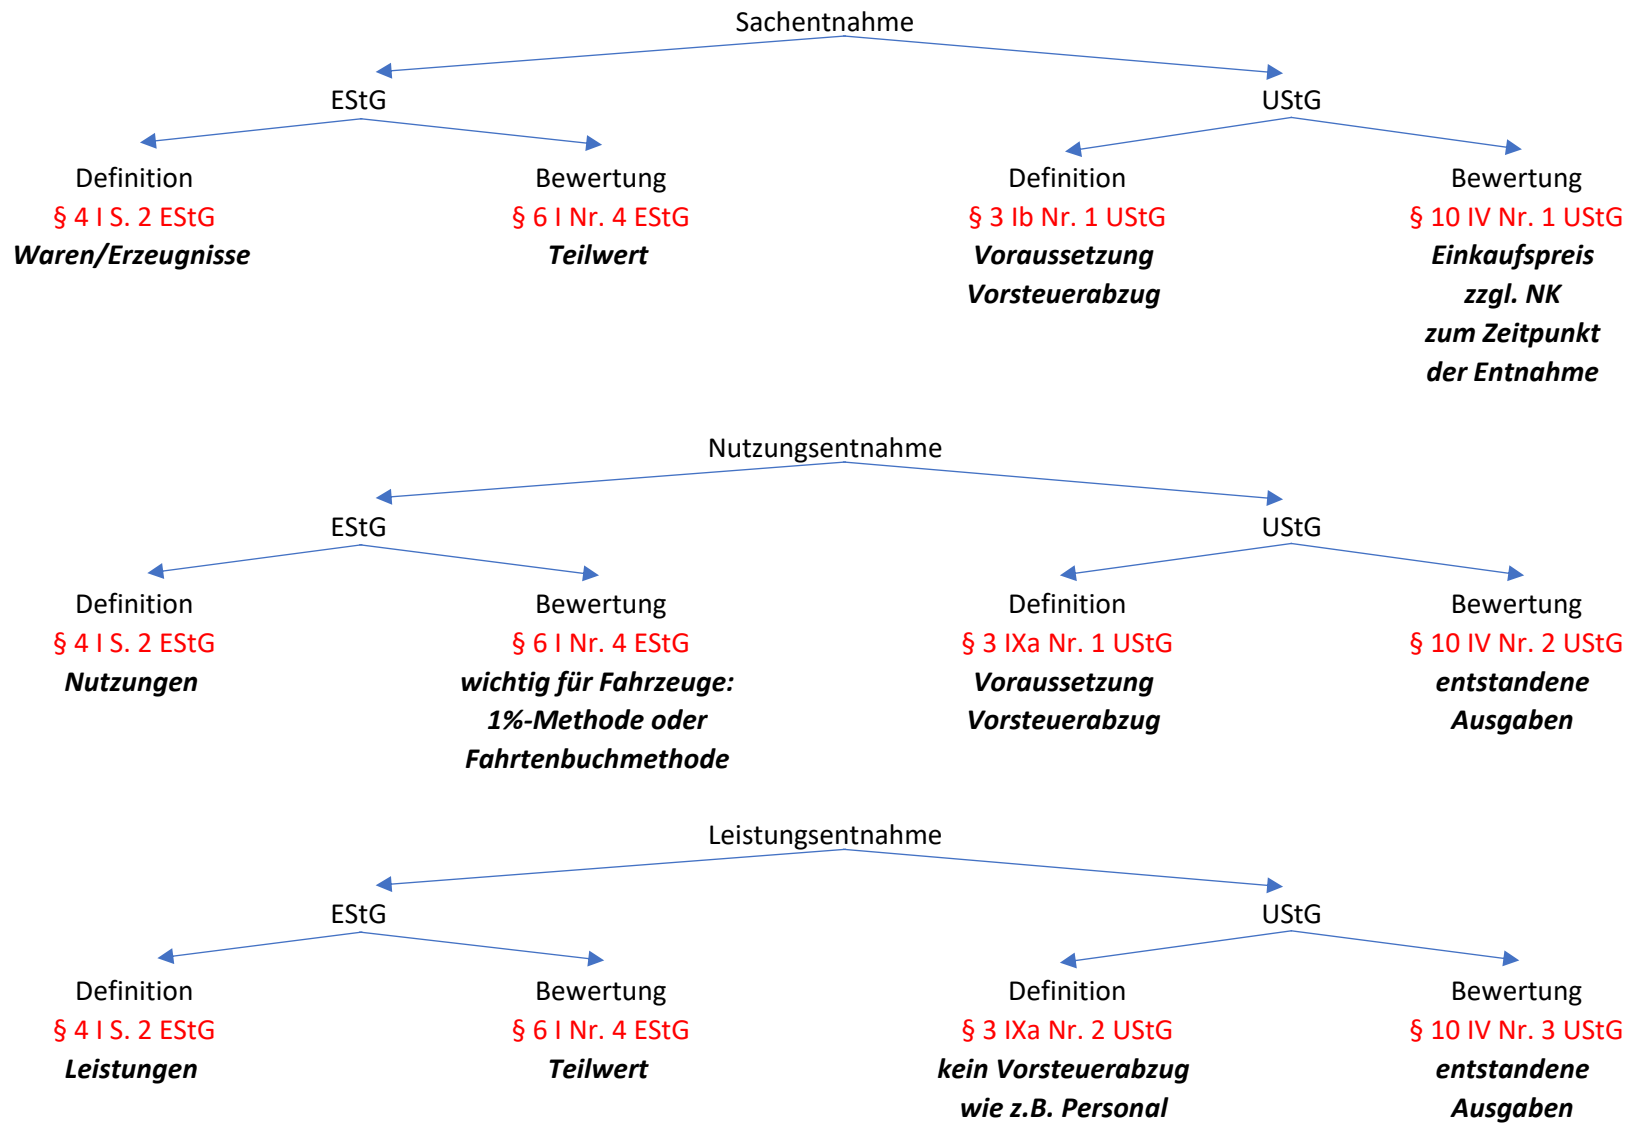 Sachentnahme
EStG UStG
Definition Bewertung Definition Bewertung
§ 4 I S. 2 EStG § 6 I Nr. 4 EStG § 3 Ib Nr. 1 UStG § 10 IV Nr. 1 UStG
Waren/Erzeugnisse Teilwert Voraussetzung Einkaufspreis
Vorsteuerabzug zzgl. NK
zum Zeitpunkt
der Entnahme
Nutzungsentnahme
EStG UStG
Definition Bewertung Definition Bewertung
§ 4 I S. 2 EStG § 6 I Nr. 4 EStG § 3 IXa Nr. 1 UStG § 10 IV Nr. 2 UStG
Nutzungen wichtig für Fahrzeuge: Voraussetzung entstandene
1%-Methode oder Vorsteuerabzug Ausgaben
Fahrtenbuchmethode
Leistungsentnahme
EStG UStG
Definition Bewertung Definition Bewertung
§ 4 I S. 2 EStG § 6 I Nr. 4 EStG § 3 IXa Nr. 2 UStG § 10 IV Nr. 3 UStG
Leistungen Teilwert kein Vorsteuerabzug entstandene
wie z.B. Personal Ausgaben